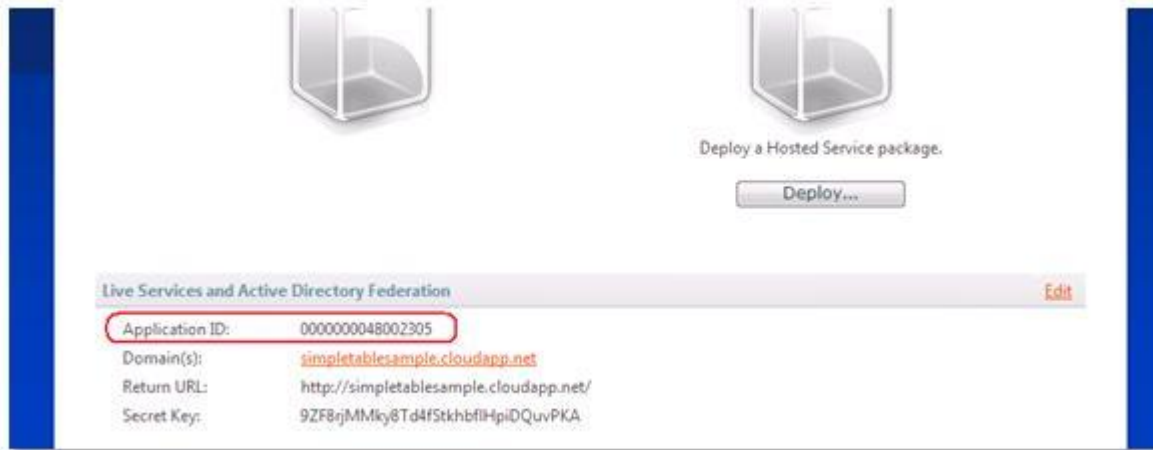 Deploy a Hosted Service package.
Deploy...
Live Services and Active Directory Federation Edit
Application ID: 0000000048002305
Domain(s): simpletablesample.cloudapp.net
Return URL: http://simpletablesample.cloudapp.net/
Secret Key: